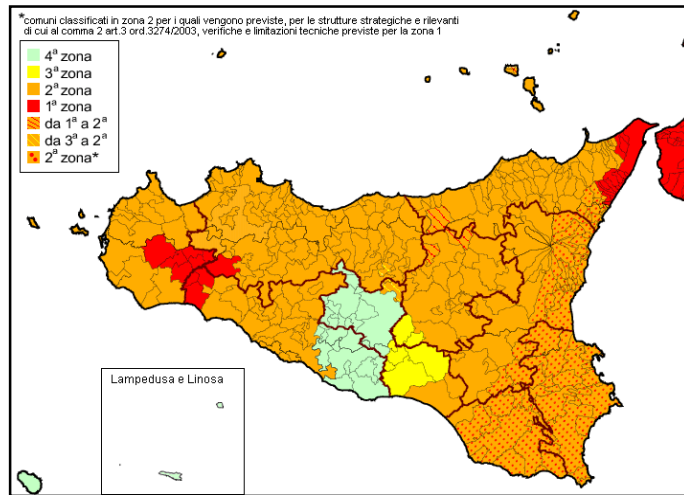 *comuni classificati in zona 2 per i quali vengono previste, per le strutture strategiche e rilevanti
di cui al comma 2 art.3 ord.3274/2003, verifiche e limitazioni tecniche previste per la zona 1
4ª zona
3ª zona
2ª zona
1ª zona
da 1ª a 2ª
da 3ª a 2ª
2ª zona*
Lampedusa e Linosa